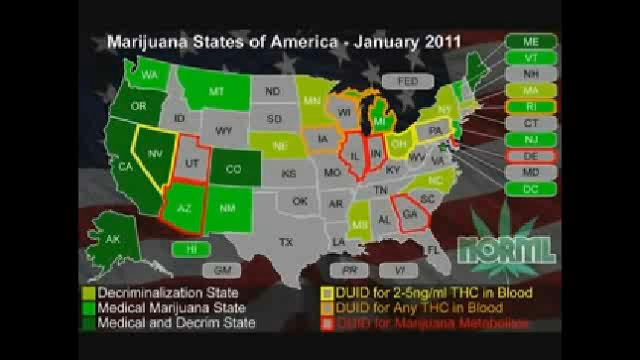 Marijuana States of America - January 2011
ME
VT
NH
MA
RI
CT
NJ
DE
MD
DC
FED
WA
MT
ND
MN
OR
ID
WY
SD
WI
MI
NY
NV
UT
CO
NE
IA
IL
IN
OH
PA
CA
KS
MO
KY
WV
VA
AZ
NM
OK
AR
TN
NC
SC
TX
LA
MS
AL
GA
FL
AK
HI
GM
PR
VI
NORML
Decriminalization State
Medical Marijuana State
Medical and Decrim State
DUID for 2-5ng/ml THC in Blood
DUID for Any THC in Blood
DUID for Marijuana Metabolites